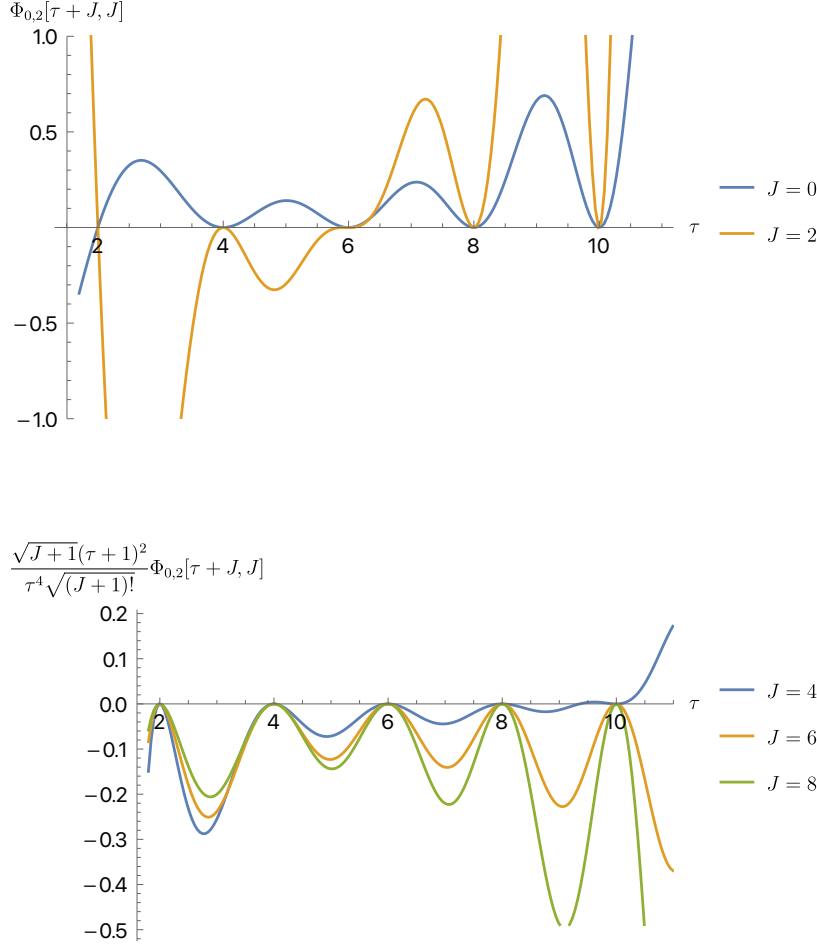 Φ₀,₂[τ + J, J]
1.0
0.5
−0.5
−1.0
2 4 6 8 10
τ
J = 0
J = 2
√(J+1)(τ + 1)² / τ⁴√((J+1)!) Φ₀,₂[τ + J, J]
0.2
0.1
0.0
−0.1
−0.2
−0.3
−0.4
−0.5
2 4 6 8 10
τ
J = 4
J = 6
J = 8